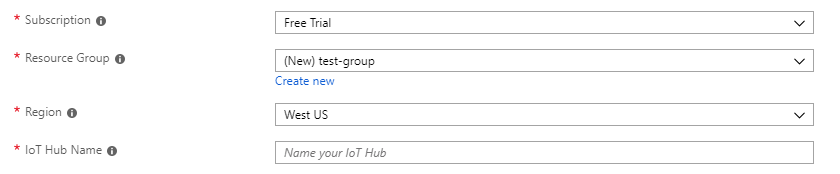 * Subscription
Free Trial
* Resource Group
(New) test-group
Create new
* Region
West US
* IoT Hub Name
Name your IoT Hub